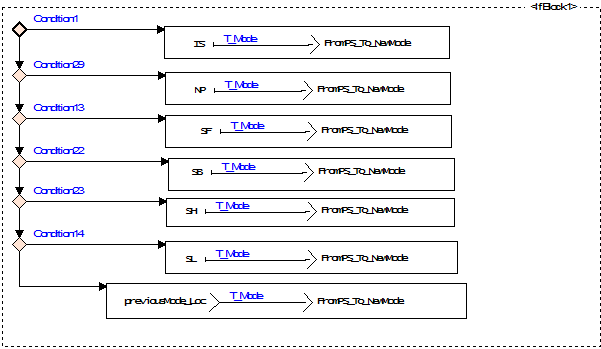 <IfBlock1>
Condition1
IS T_Mode FromPS_To_NewMode
Condition29
NP T_Mode FromPS_To_NewMode
Condition13
SF T_Mode FromPS_To_NewMode
Condition22
SB T_Mode FromPS_To_NewMode
Condition23
SH T_Mode FromPS_To_NewMode
Condition14
SL T_Mode FromPS_To_NewMode
previousMode_Loc T_Mode FromPS_To_NewMode